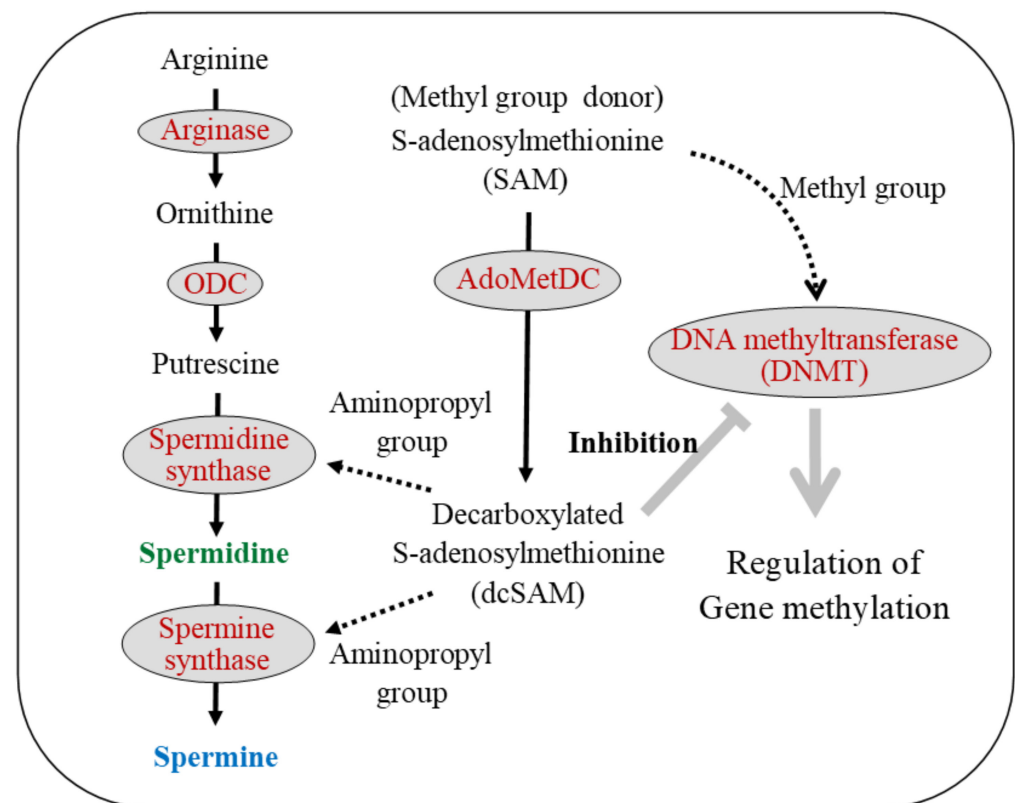 Arginine
Arginase
Ornithine
ODC
Putrescine
Spermidine
synthase
Spermidine
Spermine
synthase
Spermine
(Methyl group donor)
S-adenosylmethionine
(SAM)
AdoMetDC
Aminopropyl
group
Decarboxylated
S-adenosylmethionine
(dcSAM)
Aminopropyl
group
Methyl group
DNA methyltransferase
(DNMT)
Inhibition
Regulation of
Gene methylation